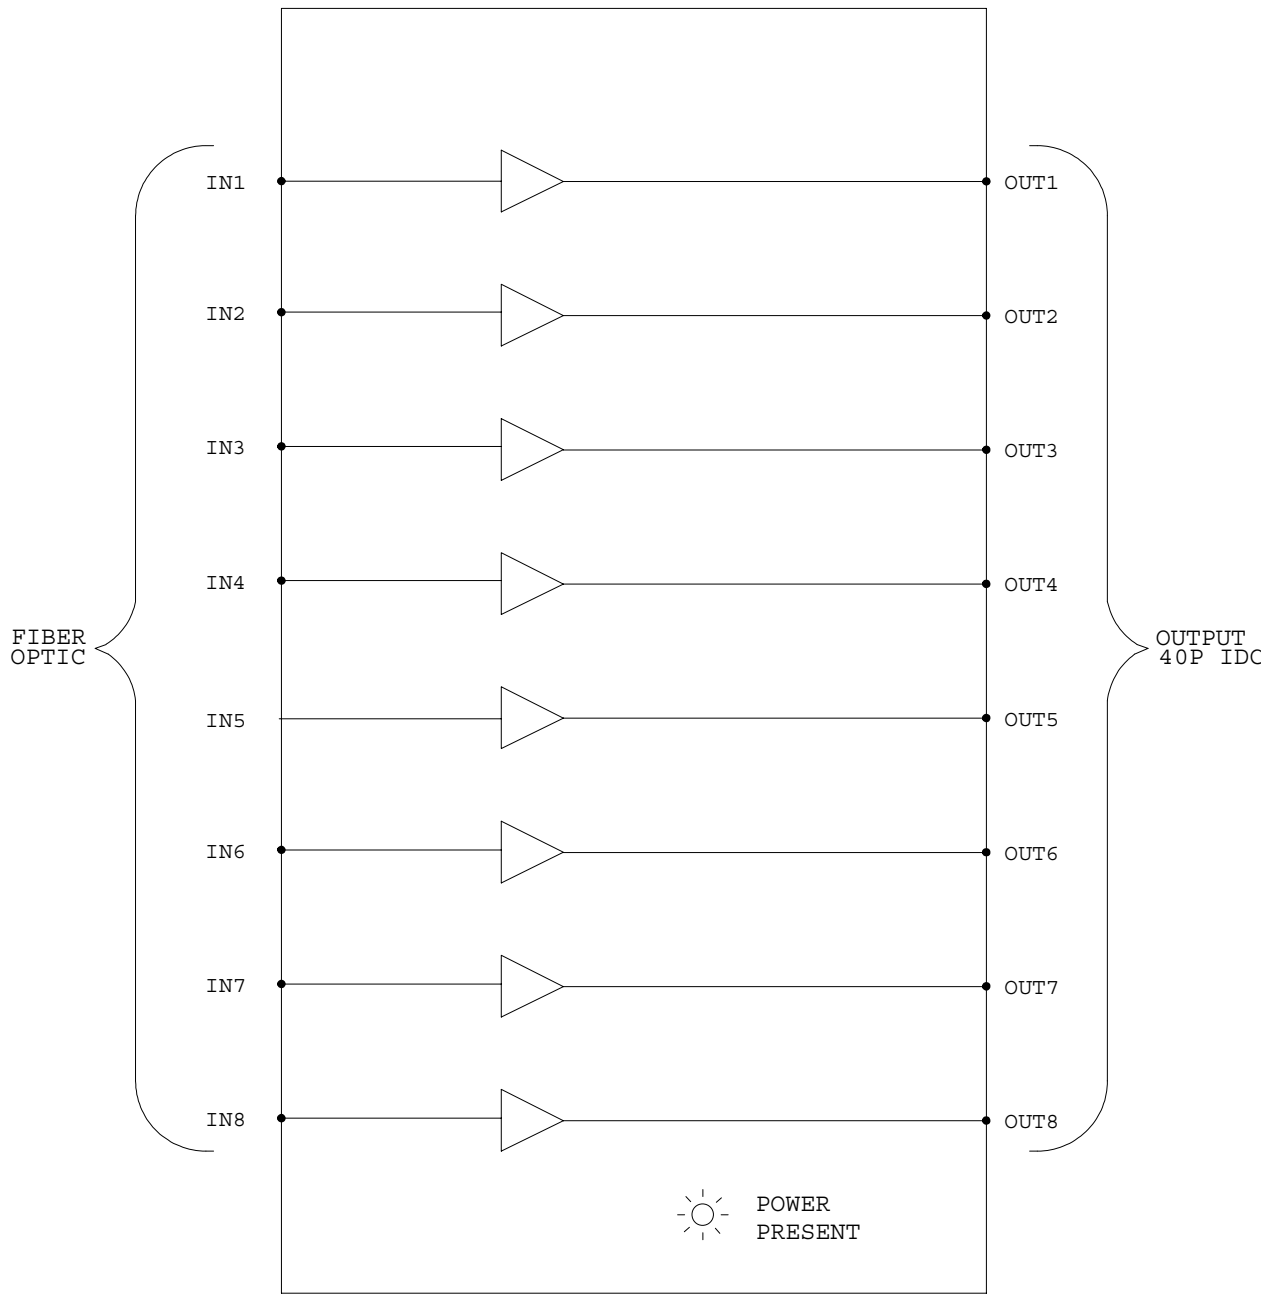 IN1
OUT1
IN2
OUT2
IN3
OUT3
IN4
OUT4
FIBER
OPTIC
OUTPUT
40P IDC
IN5
OUT5
IN6
OUT6
IN7
OUT7
IN8
OUT8
POWER
PRESENT